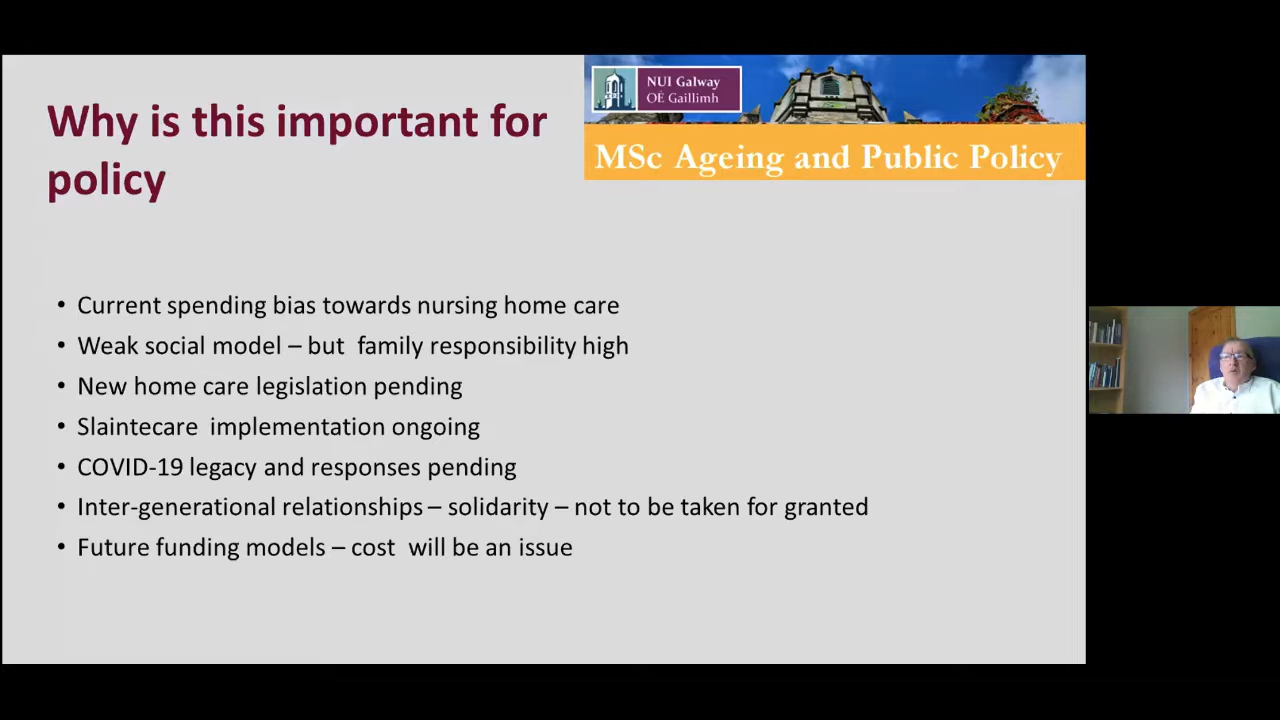 Why is this important for
policy
NUI Galway
OÉ Gaillimh
MSc Ageing and Public Policy
• Current spending bias towards nursing home care
• Weak social model – but family responsibility high
• New home care legislation pending
• Slaintecare implementation ongoing
• COVID-19 legacy and responses pending
• Inter-generational relationships – solidarity – not to be taken for granted
• Future funding models – cost will be an issue